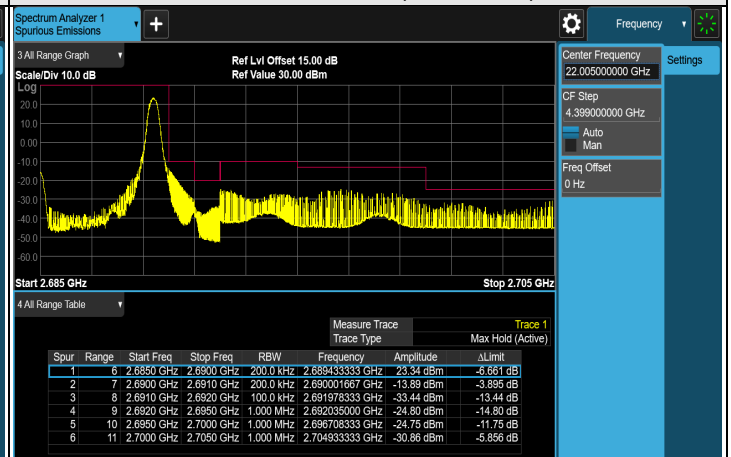 Spectrum Analyzer 1
Spurious Emissions
Frequency
3 All Range Graph
Ref Lvl Offset 15.00 dB
Scale/Div 10.0 dB
Ref Value 30.00 dBm
Log
20.0
10.0
0.00
-10.0
-20.0
-30.0
-40.0
-50.0
-60.0
Start 2.685 GHz
Stop 2.705 GHz
Center Frequency
22.005000000 GHz
Settings
CF Step
4.399000000 GHz
Auto
Man
Freq Offset
0 Hz
4 All Range Table
Measure Trace Trace 1
Trace Type Max Hold (Active)
Spur Range Start Freq Stop Freq RBW Frequency Amplitude ΔLimit
1 6 2.6850 GHz 2.6900 GHz 200.0 kHz 2.689433333 GHz 23.34 dBm -6.661 dB
2 7 2.6900 GHz 2.6910 GHz 200.0 kHz 2.690001667 GHz -13.89 dBm -3.895 dB
3 8 2.6910 GHz 2.6920 GHz 100.0 kHz 2.691978333 GHz -33.44 dBm -13.44 dB
4 9 2.6920 GHz 2.6950 GHz 1.000 MHz 2.692035000 GHz -24.80 dBm -14.80 dB
5 10 2.6950 GHz 2.7000 GHz 1.000 MHz 2.696708333 GHz -24.75 dBm -11.75 dB
6 11 2.7000 GHz 2.7050 GHz 1.000 MHz 2.704933333 GHz -30.86 dBm -5.856 dB